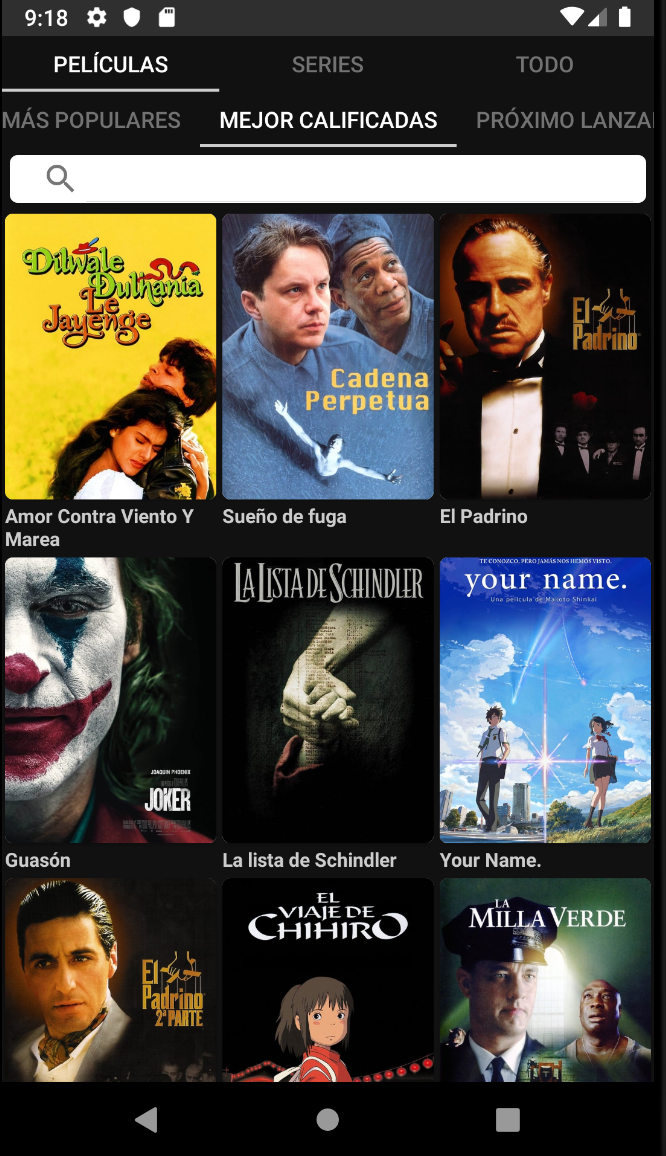 9:18
PELÍCULAS
SERIES
TODO
MÁS POPULARES
MEJOR CALIFICADAS
PRÓXIMO LANZA
Dilwale
Dulhania
Le
Jayenge
Cadena
Perpetua
El
Padrino
Amor Contra Viento Y
Marea
Sueño de fuga
El Padrino
JOAQUIN PHOENIX
JOKER
LA LISTA DE SCHINDLER
TE CONOZCO, PERO JAMÁS NOS HEMOS VISTO.
your name.
Una película de Makoto Shinkai
Guasón
La lista de Schindler
Your Name.
El
Padrino
2ª PARTE
EL
VIAJE DE
CHIHIRO
LA
MILLA VERDE